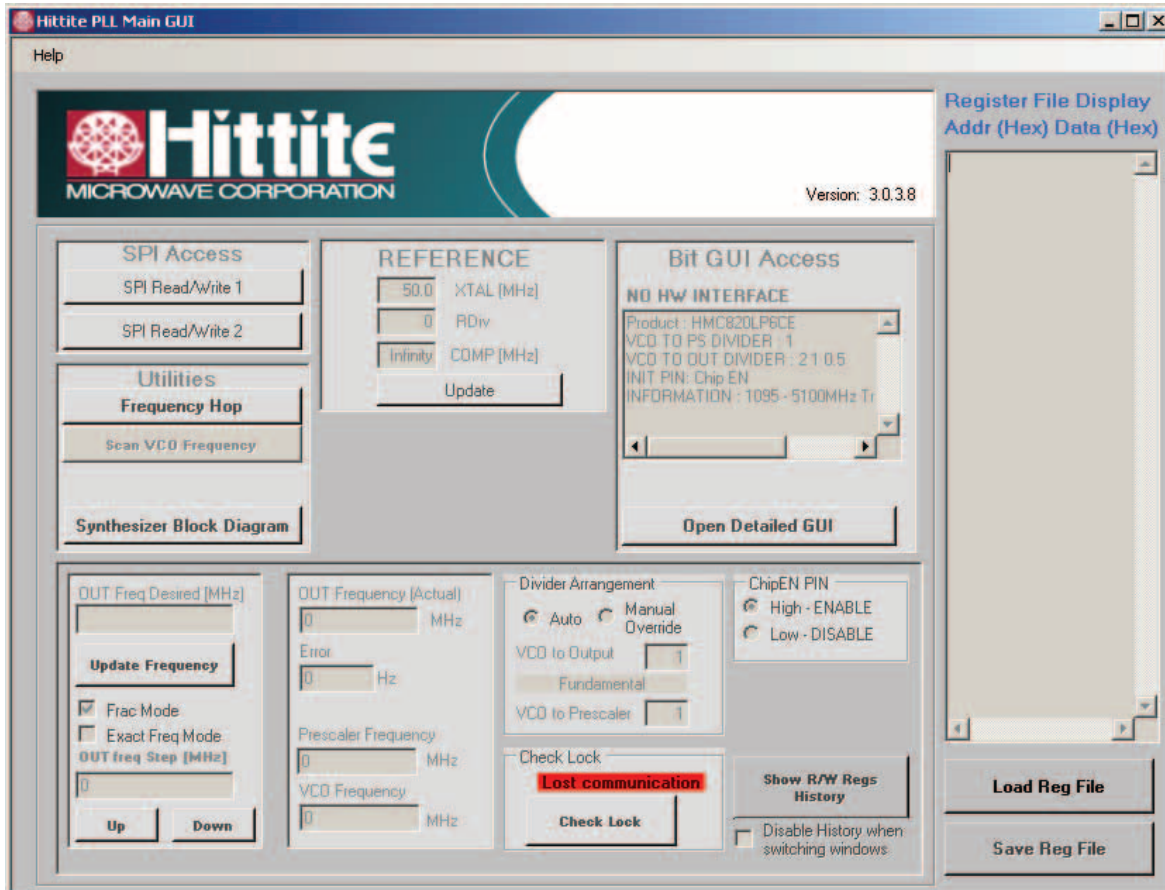 Hittite PLL Main GUI
Help
Hittite
MICROWAVE CORPORATION
Version: 3.0.3.8
Register File Display
Addr (Hex) Data (Hex)
SPI Access
SPI Read/Write 1
SPI Read/Write 2
Utilities
Frequency Hop
Scan VCO Frequency
Synthesizer Block Diagram
REFERENCE
50.0 XTAL (MHz)
0 RDiv
Infinity COMP [MHz]
Update
Bit GUI Access
NO HW INTERFACE
Product : HMC820LP6CE
VCO TO PS DIVIDER : 1
VCO TO OUT DIVIDER : 2 1 0.5
INIT PIN: Chip EN
INFORMATION : 1095 - 5100MHz Tr
Open Detailed GUI
OUT Freq Desired [MHz]
Update Frequency
Frac Mode
Exact Freq Mode
OUT freq Step [MHz]
0
Up Down
OUT Frequency (Actual)
0 MHz
Error
0 Hz
Prescaler Frequency
0 MHz
VCO Frequency
0 MHz
Divider Arrangement
Auto Manual
Override
VCO to Output 1
Fundamental
VCO to Prescaler 1
Check Lock
Lost communication
Check Lock
ChipEN PIN
High - ENABLE
Low - DISABLE
Show R/W Regs
History
Disable History when
switching windows
Load Reg File
Save Reg File